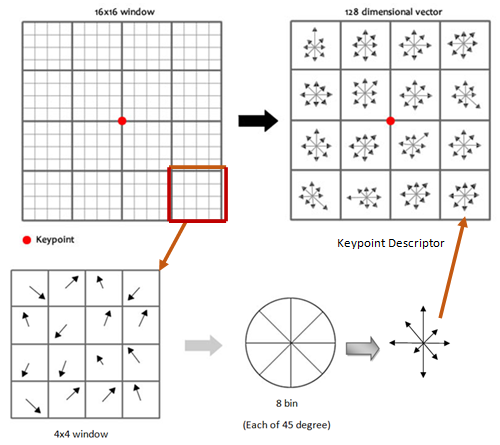 16x16 window
128 dimensional vector
Keypoint
Keypoint Descriptor
8 bin
(Each of 45 degree)
4x4 window